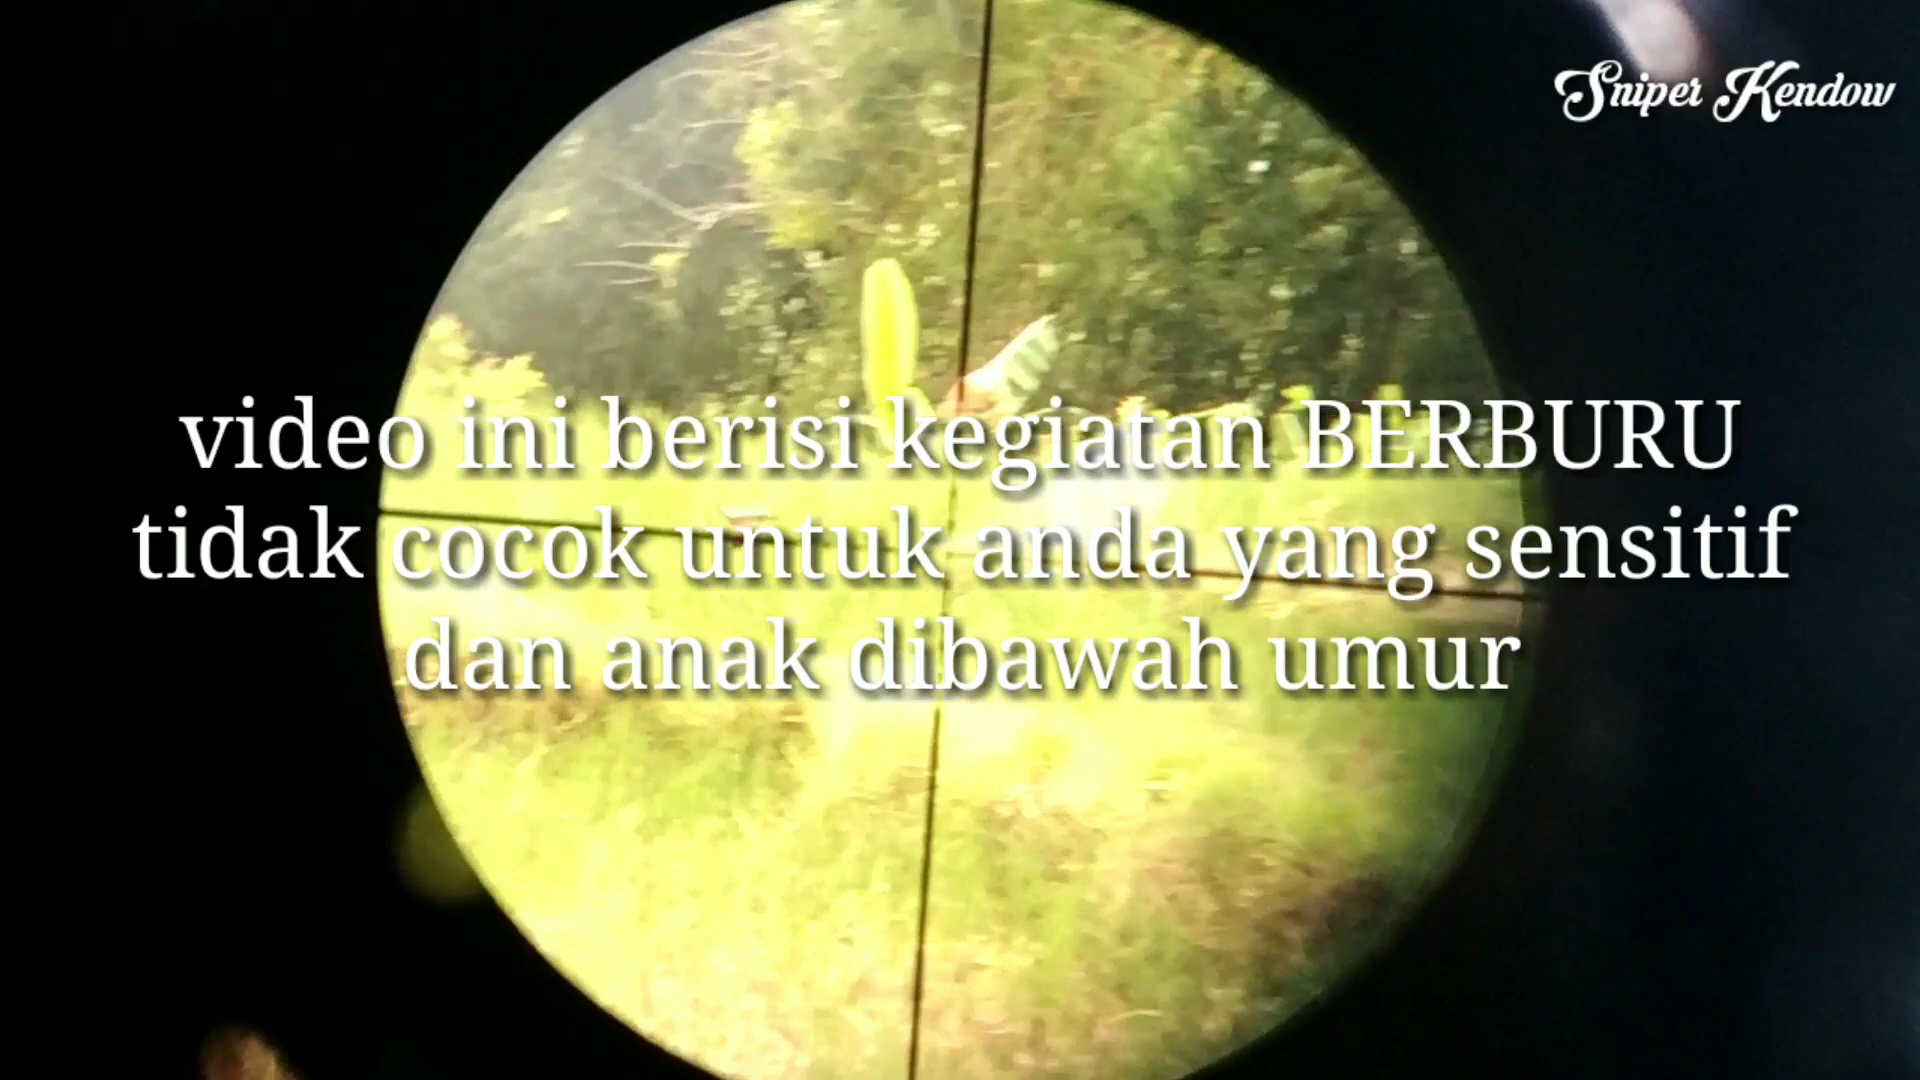 Sniper Kendow
video ini berisi kegiatan BERBURU
tidak cocok untuk anda yang sensitif
dan anak dibawah umur